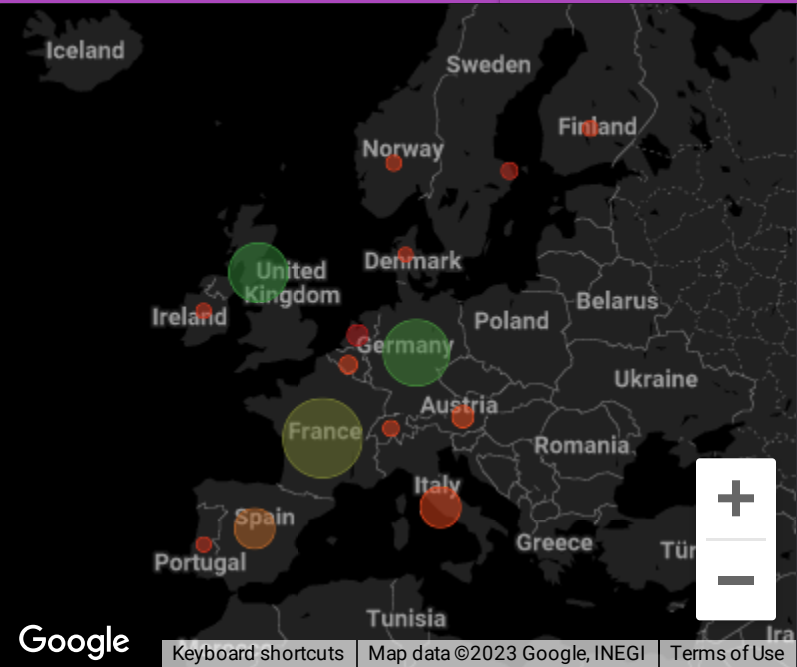 Iceland
Sweden
Finland
Norway
Denmark
United
Kingdom
Ireland
Belarus
Poland
Germany
Ukraine
Austria
France
Romania
Italy
Spain
Greece
Portugal
Tunisia
Google
Keyboard shortcuts
Map data ©2023 Google, INEGI
Terms of Use